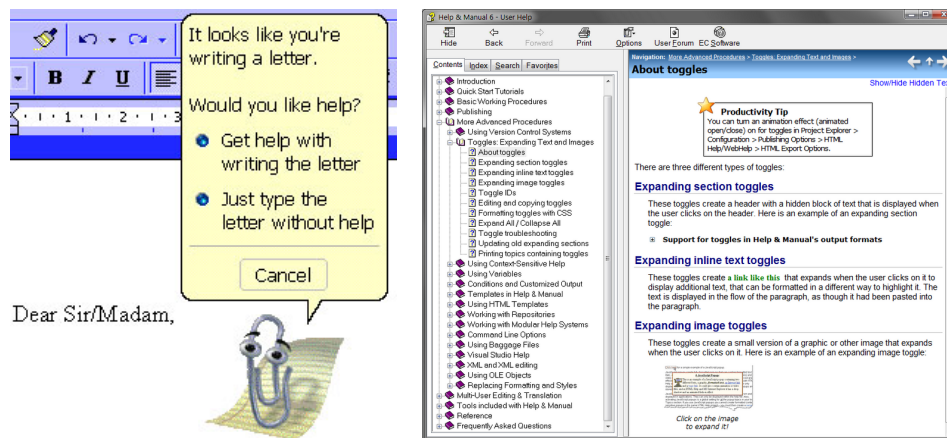 It looks like you're
writing a letter.
Would you like help?
Get help with
writing the letter
Just type the
letter without help
Cancel
B I U
1 · 2 · 3
Dear Sir/Madam,
Help & Manual 6 - User Help
Hide Back Forward Print Options User Forum EC Software
Contents Index Search Favorites
Introduction
Quick Start Tutorials
Basic Working Procedures
Publishing
More Advanced Procedures
Using Version Control Systems
Toggles: Expanding Text and Images
About toggles
Expanding section toggles
Expanding inline text toggles
Expanding image toggles
Toggle IDs
Editing and copying toggles
Formatting toggles with CSS
Expand All / Collapse All
Toggle troubleshooting
Updating old expanding sections
Printing topics containing toggles
Using Context-Sensitive Help
Using Variables
Conditions and Customized Output
Templates in Help & Manual
Using HTML Templates
Working with Repositories
Working with Modular Help Systems
Command Line Options
Using Baggage Files
Visual Studio Help
XML and XML editing
Using OLE Objects
Replacing Formatting and Styles
Multi-User Editing & Translation
Tools included with Help & Manual
Reference
Frequently Asked Questions
Navigation: More Advanced Procedures > Toggles: Expanding Text and Images >
About toggles
Show/Hide Hidden Te
Productivity Tip
You can turn an animation effect (animated
open/close) on for toggles in Project Explorer >
Configuration > Publishing Options > HTML
Help/WebHelp > HTML Export Options.
There are three different types of toggles:
Expanding section toggles
These toggles create a header with a hidden block of text that is displayed when
the user clicks on the header. Here is an example of an expanding section
toggle:
Support for toggles in Help & Manual's output formats
Expanding inline text toggles
These toggles create a link like this that expands when the user clicks on it to
display additional text, that can be formatted in a different way to highlight it. The
text is displayed in the flow of the paragraph, as though it had been pasted into
the paragraph.
Expanding image toggles
These toggles create a small version of a graphic or other image that expands
when the user clicks on it. Here is an example of an expanding image toggle:
Click on the image
to expand it!